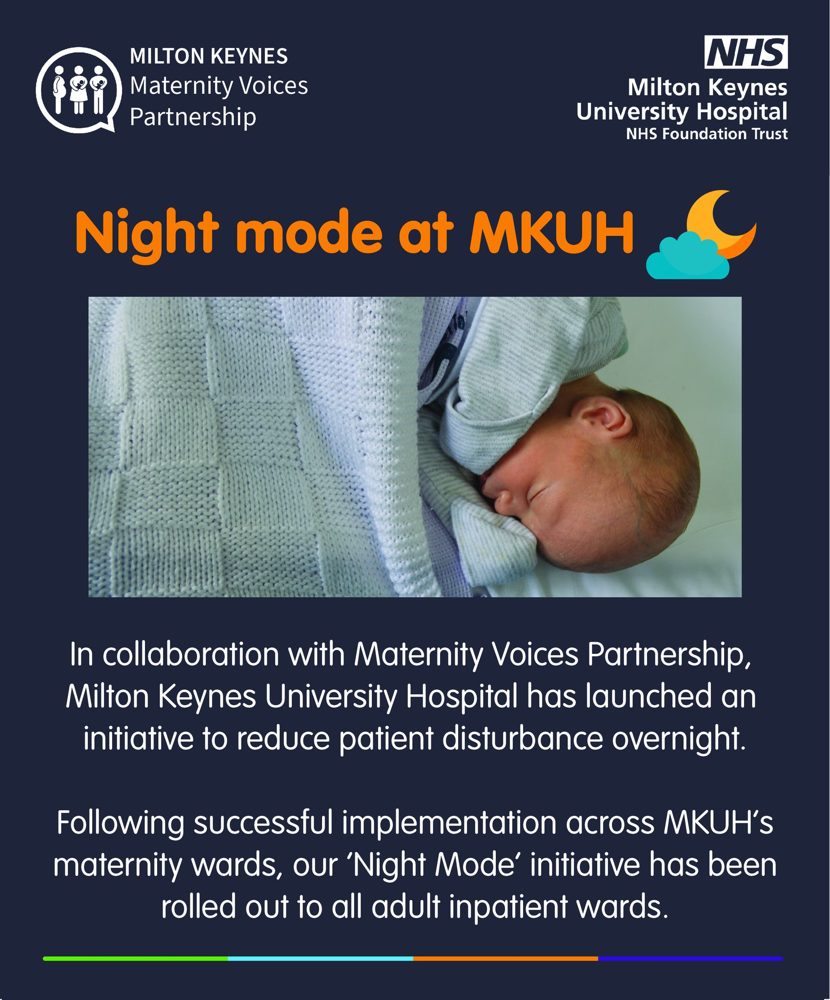 MILTON KEYNES
Maternity Voices
Partnership
NHS
Milton Keynes
University Hospital
NHS Foundation Trust
Night mode at MKUH
In collaboration with Maternity Voices Partnership,
Milton Keynes University Hospital has launched an
initiative to reduce patient disturbance overnight.
Following successful implementation across MKUH’s
maternity wards, our ‘Night Mode’ initiative has been
rolled out to all adult inpatient wards.